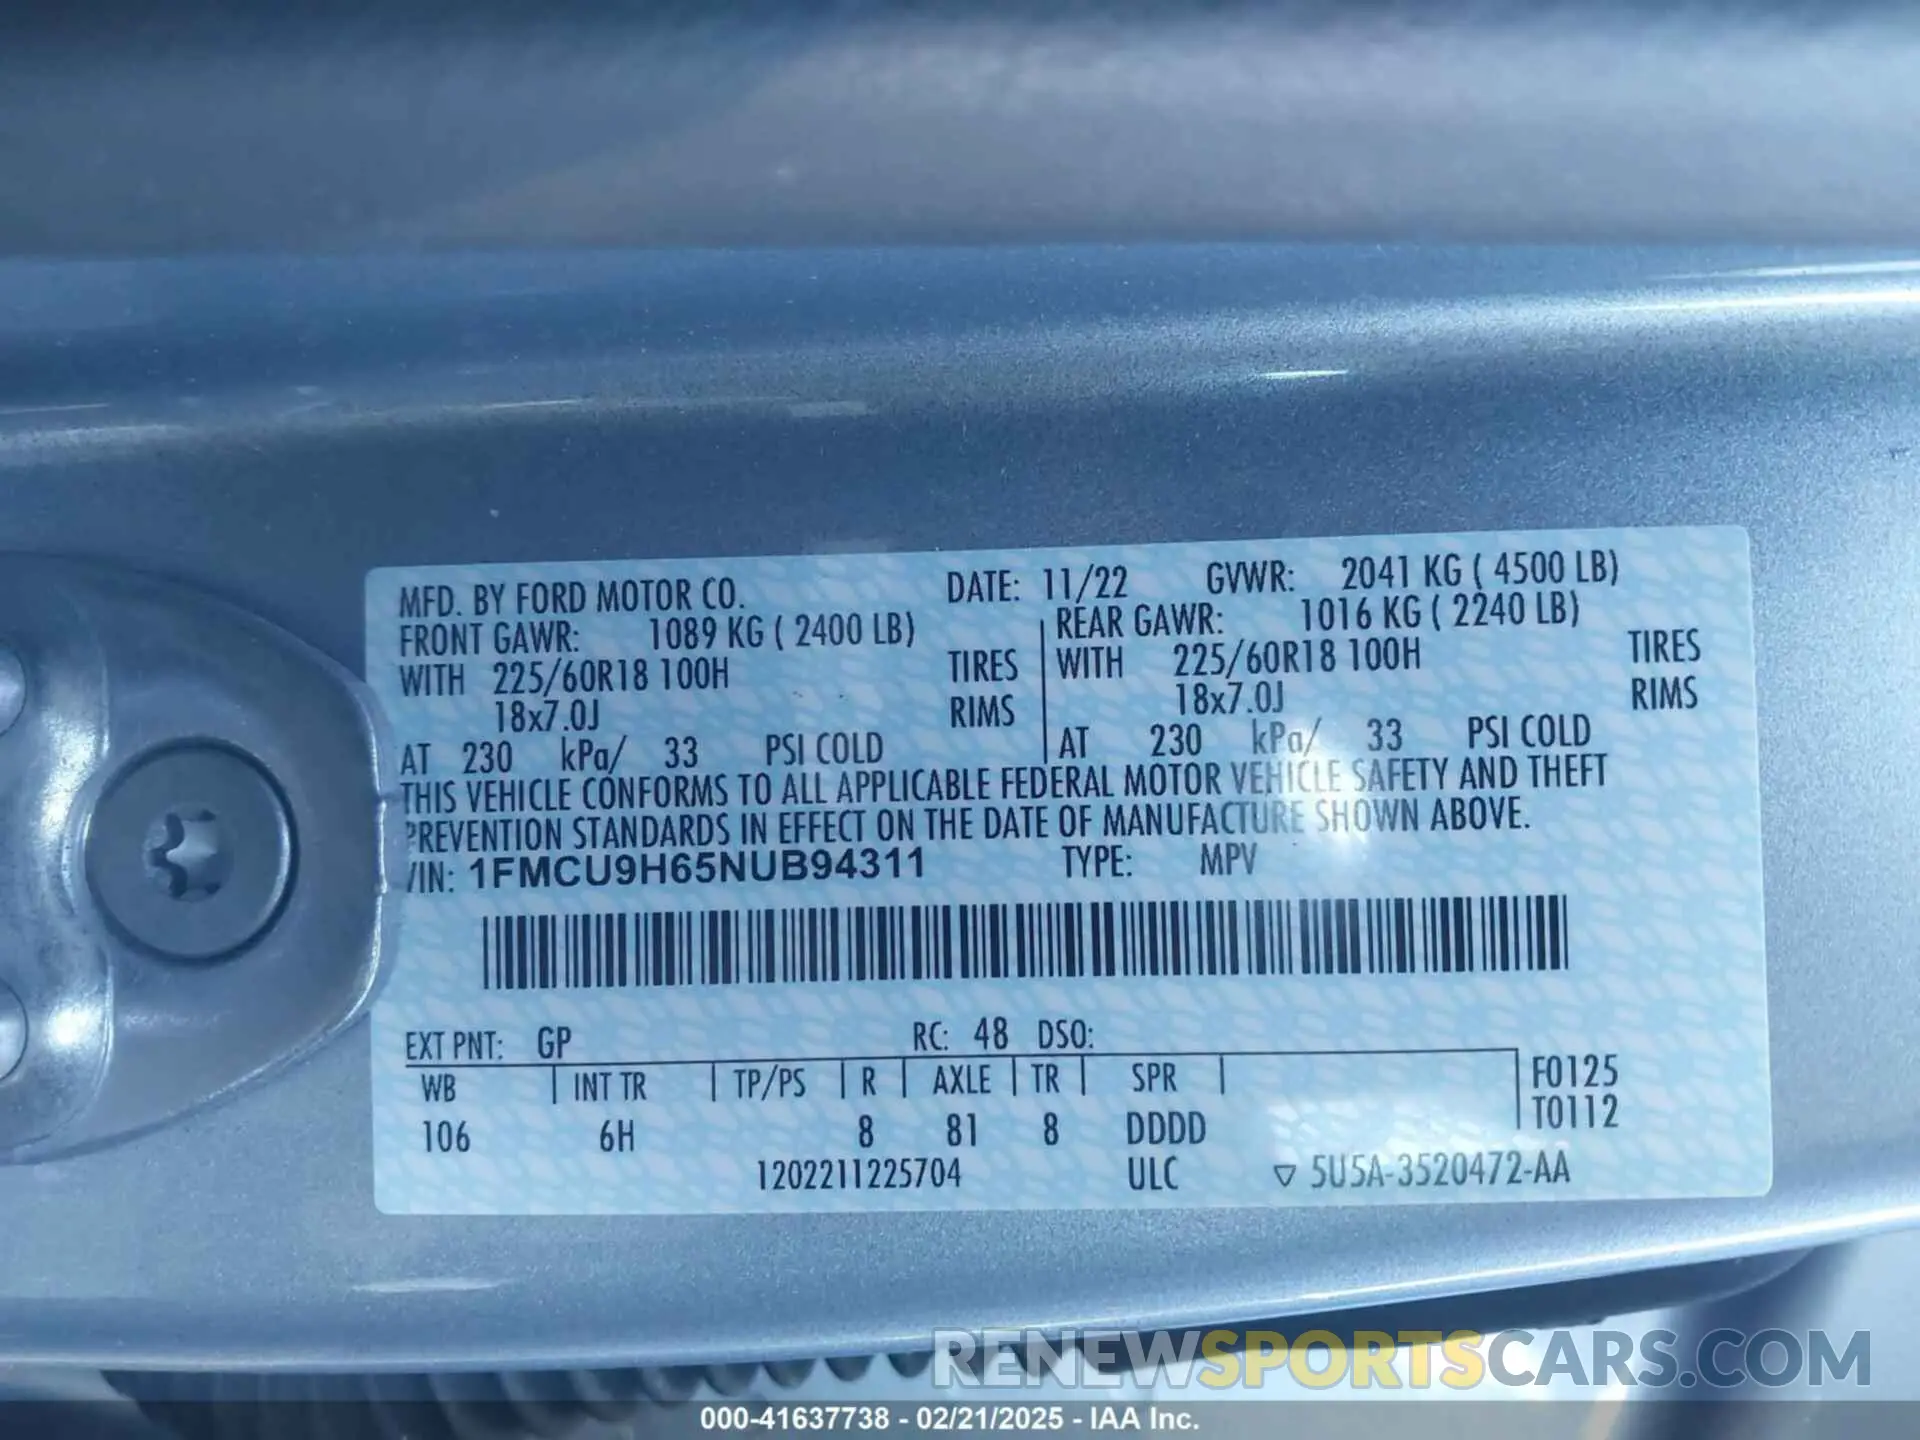 MFD. BY FORD MOTOR CO. DATE: 11/22 GVWR: 2041 KG ( 4500 LB)
FRONT GAWR: 1089 KG ( 2400 LB) REAR GAWR: 1016 KG ( 2240 LB)
WITH 225/60R18 100H TIRES WITH 225/60R18 100H TIRES
18x7.0J RIMS 18x7.0J RIMS
AT 230 kPa/ 33 PSI COLD AT 230 kPa/ 33 PSI COLD
THIS VEHICLE CONFORMS TO ALL APPLICABLE FEDERAL MOTOR VEHICLE SAFETY AND THEFT
PREVENTION STANDARDS IN EFFECT ON THE DATE OF MANUFACTURE SHOWN ABOVE.
VIN: 1FMCU9H65NUB94311 TYPE: MPV
EXT PNT: GP RC: 48 DSO:
WB INT TR TP/PS R AXLE TR SPR F0125
106 6H 8 81 8 DDDD T0112
1202211225704 ULC ▽ 5U5A-3520472-AA
RENEWSPORTSCARS.COM
000-41637738 - 02/21/2025 - IAA Inc.